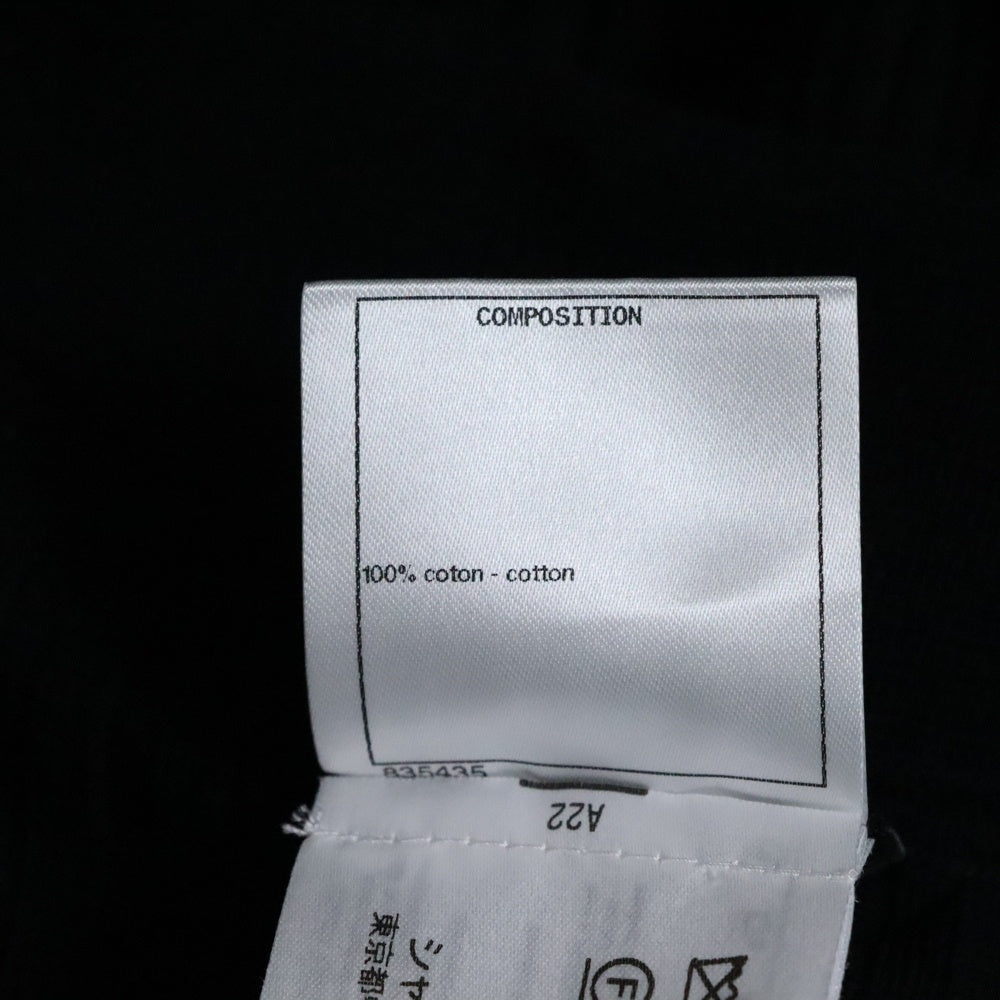 COMPOSITION
100% coton - cotton
835435
A22
シャ
東京都
F